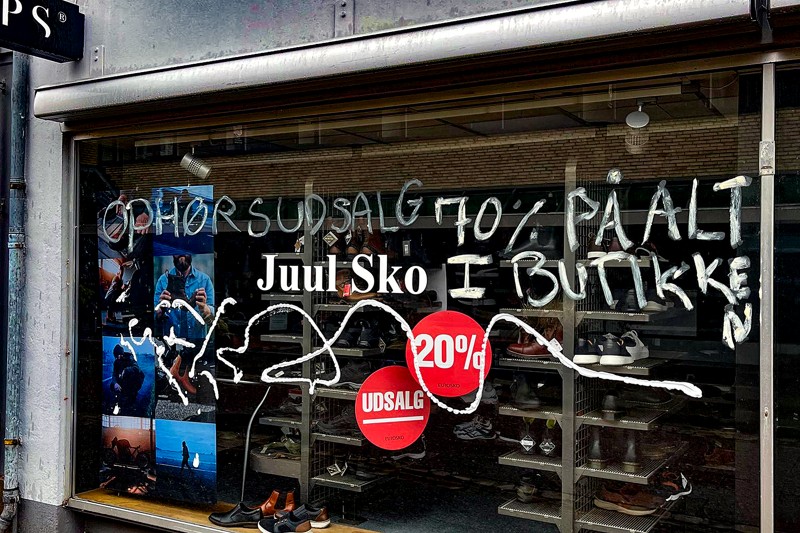 PS®
OPHØRSUDSALG 70% PÅ ALT
I BUTIKKEN
Juul Sko
20%
UDSALG